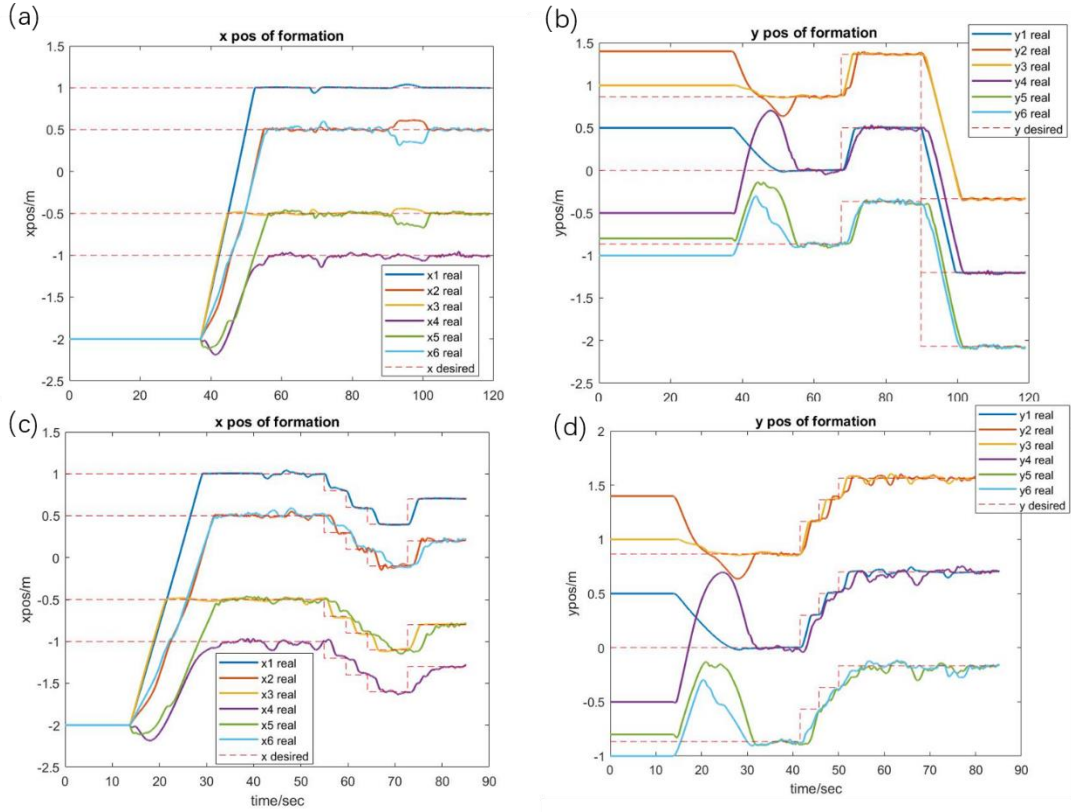 (a)
x pos of formation
1.5
1
0.5
0
-0.5
-1
-1.5
-2
-2.5
xpos/m
0
20
40
60
80
100
120
x1 real
x2 real
x3 real
x4 real
x5 real
x6 real
x desired
(b)
y pos of formation
1.5
1
0.5
0
-0.5
-1
-1.5
-2
-2.5
ypos/m
0
20
40
60
80
100
120
y1 real
y2 real
y3 real
y4 real
y5 real
y6 real
y desired
(c)
x pos of formation
1.5
1
0.5
0
-0.5
-1
-1.5
-2
-2.5
xpos/m
0
10
20
30
40
50
60
70
80
90
time/sec
x1 real
x2 real
x3 real
x4 real
x5 real
x6 real
x desired
(d)
y pos of formation
2
1.5
1
0.5
0
-0.5
-1
ypos/m
0
10
20
30
40
50
60
70
80
90
time/sec
y1 real
y2 real
y3 real
y4 real
y5 real
y6 real
y desired